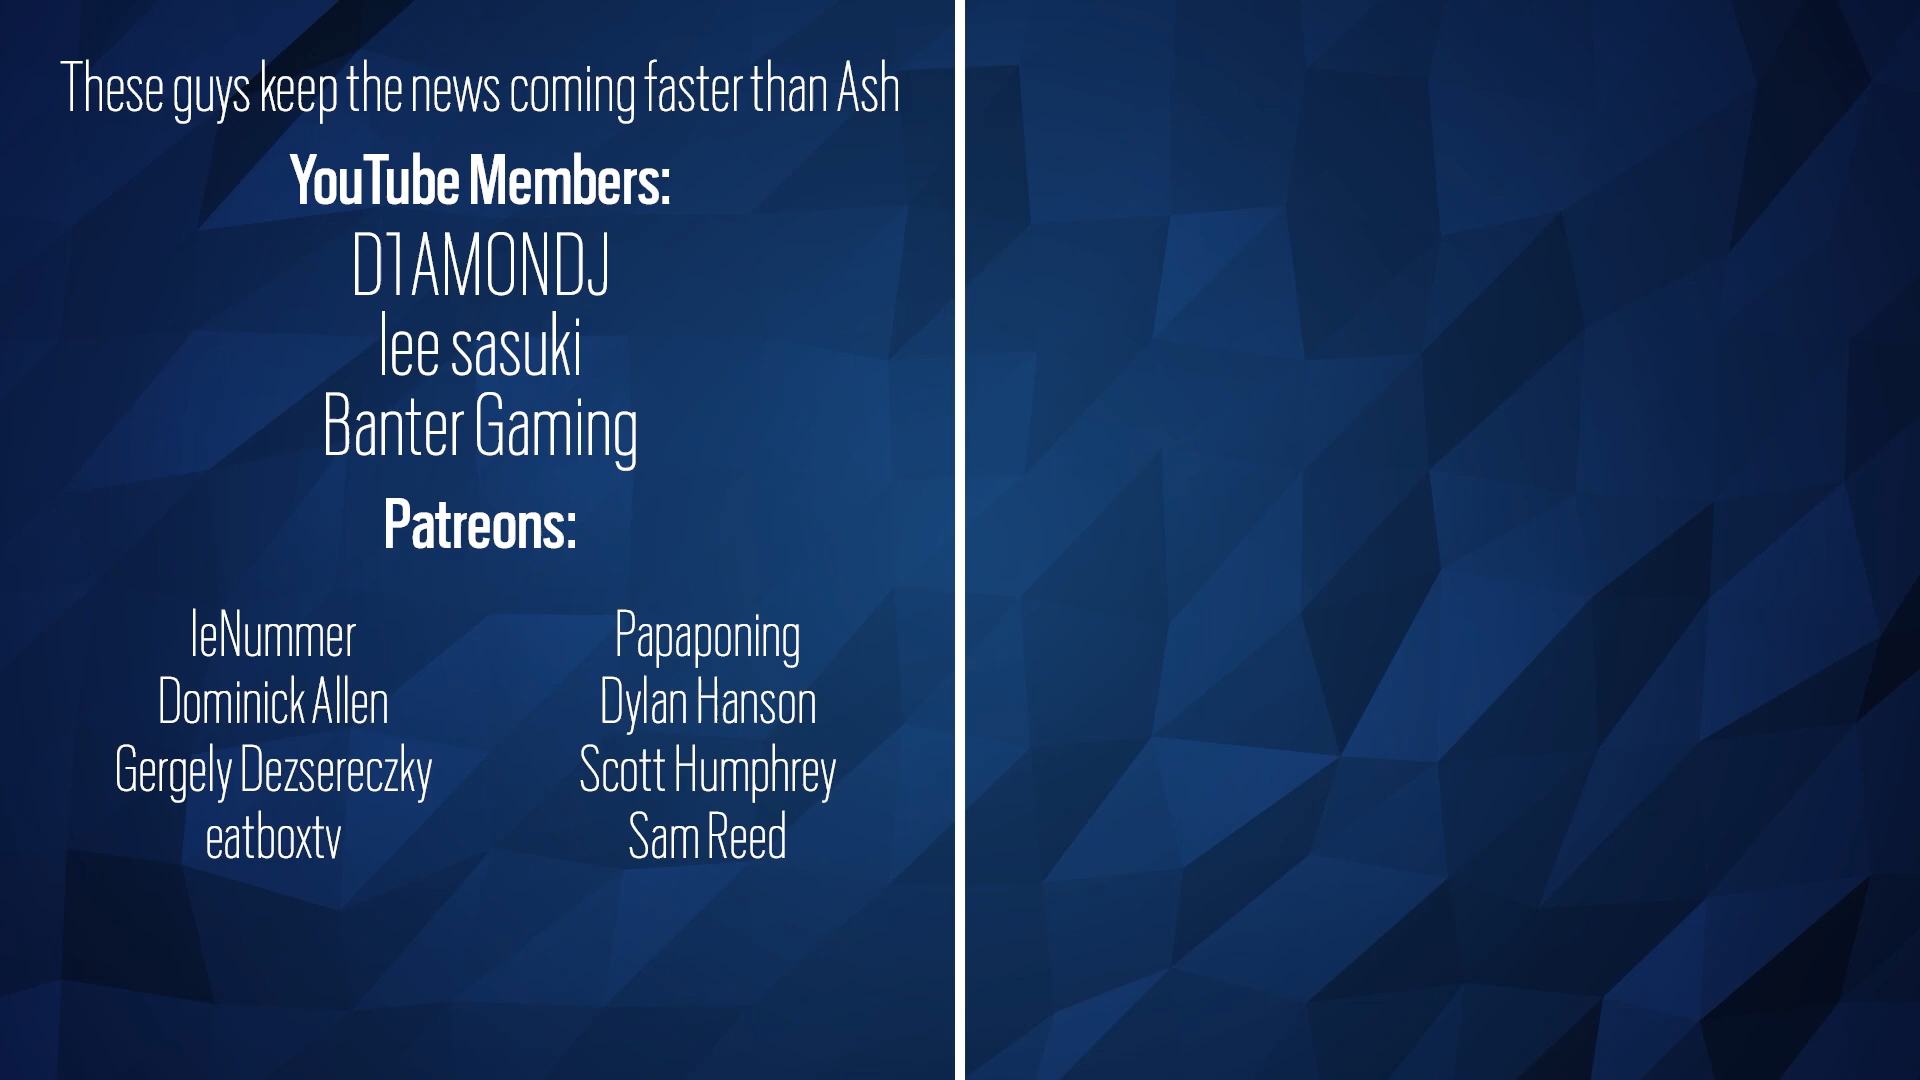 These guys keep the news coming faster than Ash
YouTube Members:
D1AMONDJ
lee sasuki
Banter Gaming
Patreons:
leNummer
Dominick Allen
Gergely Dezsereczky
eatboxtv
Papaponing
Dylan Hanson
Scott Humphrey
Sam Reed